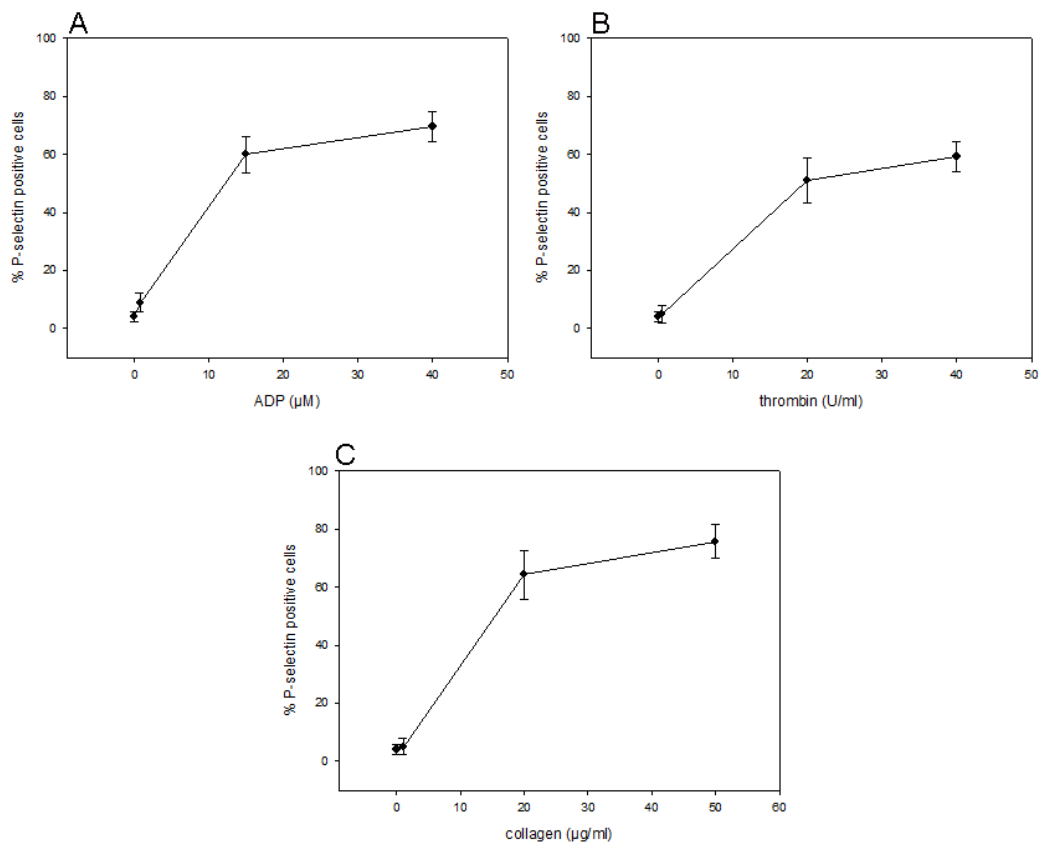 A
% P-selectin positive cells
100
80
60
40
20
0
0 10 20 30 40 50
ADP (µM)
B
% P-selectin positive cells
100
80
60
40
20
0
0 10 20 30 40 50
thrombin (U/ml)
C
% P-selectin positive cells
100
80
60
40
20
0
0 10 20 30 40 50 60
collagen (µg/ml)